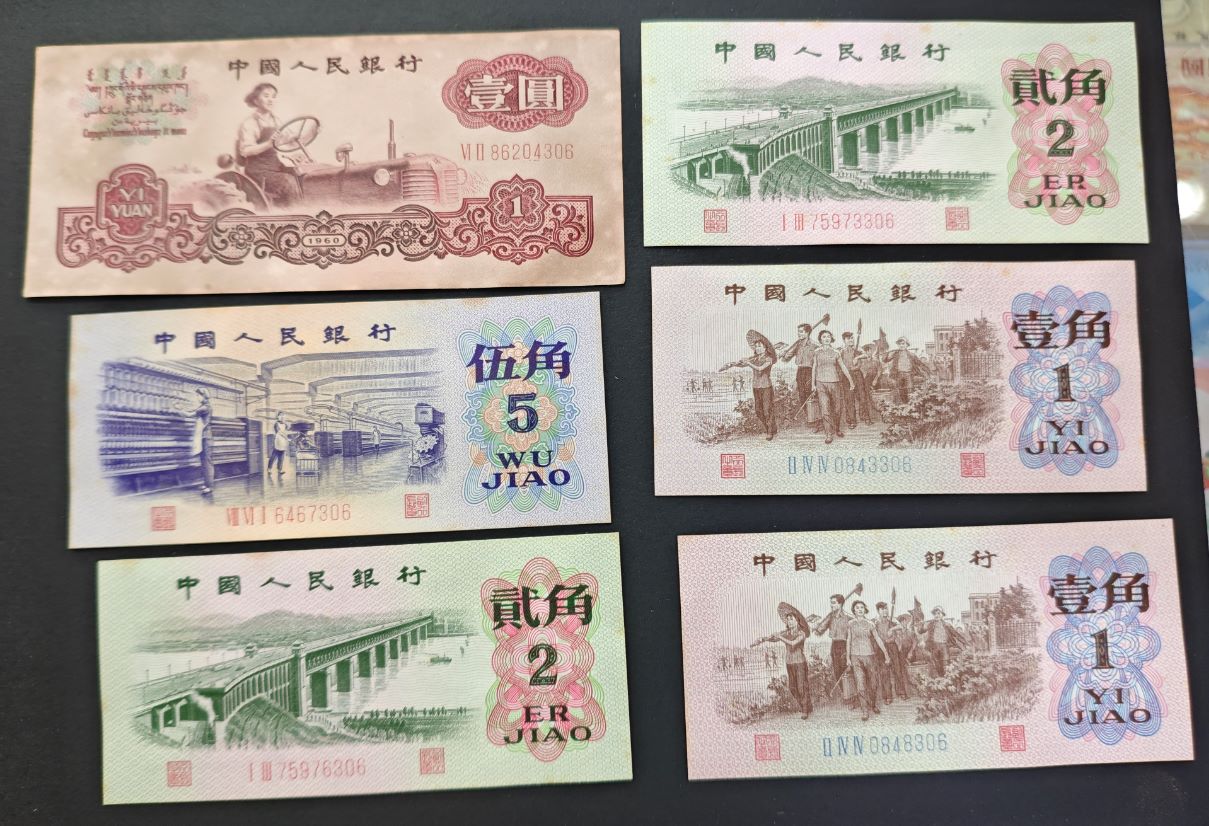 中國人民銀行
壹圓
VI II 86204306
YI
YUAN
1
1960
中國人民銀行
貳角
2
ER
JIAO
I III 75973306
中國人民銀行
伍角
5
WU
JIAO
VIII VI I 6467306
中國人民銀行
壹角
1
YI
JIAO
II IV IV 0843306
中國人民銀行
貳角
2
ER
JIAO
I III 75976306
中國人民銀行
壹角
1
YI
JIAO
II IV IV 0848306